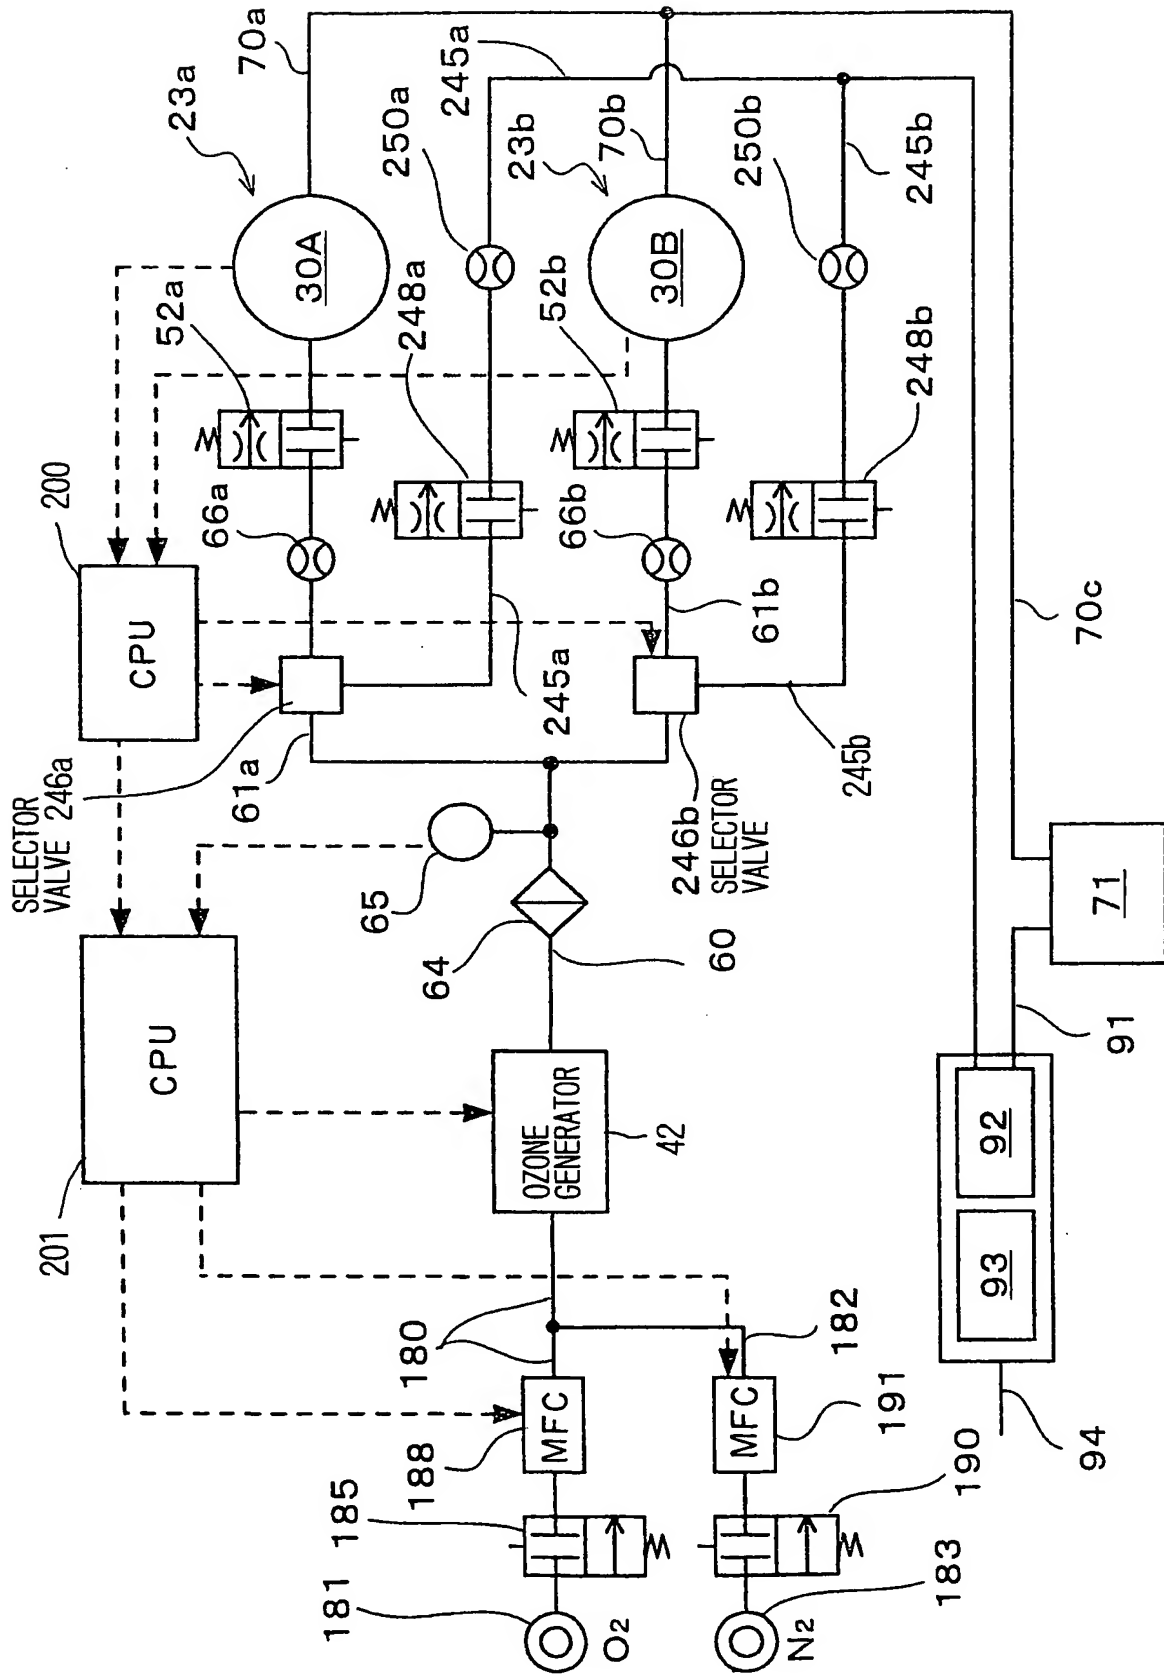 23a
70a
30A
52a
250a
245a
248a
200
CPU
66a
SELECTOR
VALVE 246a
61a
245a
23b
70b
30B
52b
250b
245b
66b
61b
248b
246b
SELECTOR
VALVE
245b
70c
65
64
60
201
CPU
OZONE
GENERATOR
42
71
91
92
93
94
180
182
MFC
188
MFC
191
185
190
181
O2
183
N2